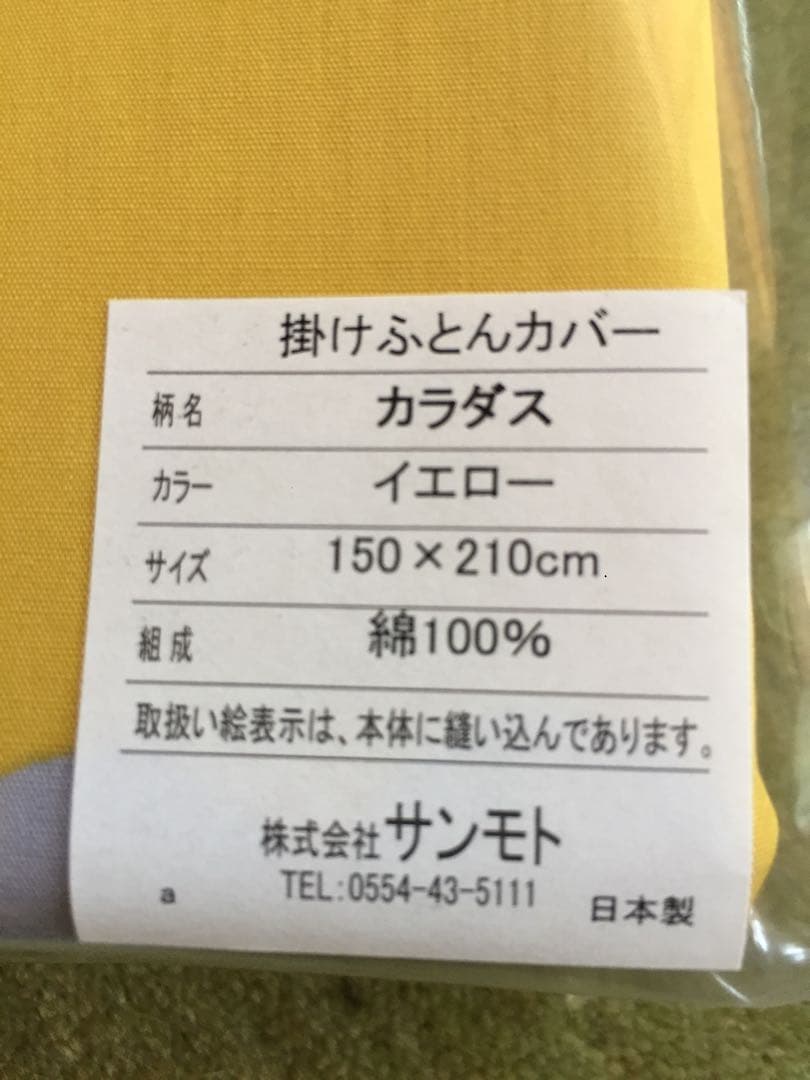 掛けふとんカバー
柄名 カラダス
カラー イエロー
サイズ 150×210cm
組成 綿100%
取扱い絵表示は、本体に縫い込んであります。
株式会社サンモト
TEL:0554-43-5111
a 日本製